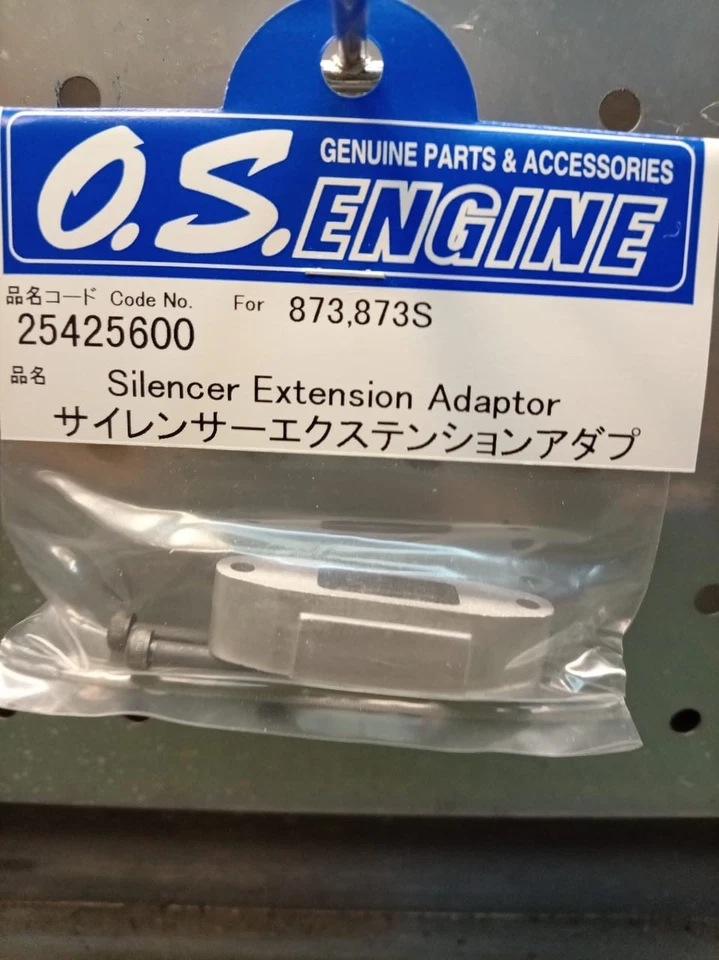 GENUINE PARTS & ACCESSORIES
O.S.ENGINE
品名コード Code No. For 873,873S
25425600
品名 Silencer Extension Adaptor
サイレンサーエクステンションアダプ